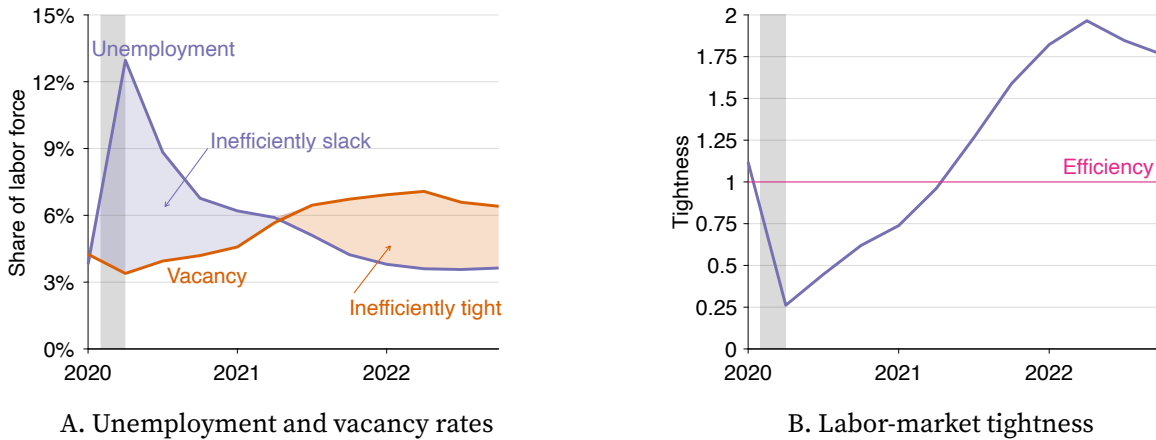 Share of labor force
15%
12%
9%
6%
3%
0%
Unemployment
Inefficiently slack
Vacancy
Inefficiently tight
2020
2021
2022
A. Unemployment and vacancy rates
Tightness
2
1.75
1.5
1.25
1
0.75
0.5
0.25
0
Efficiency
2020
2021
2022
B. Labor-market tightness